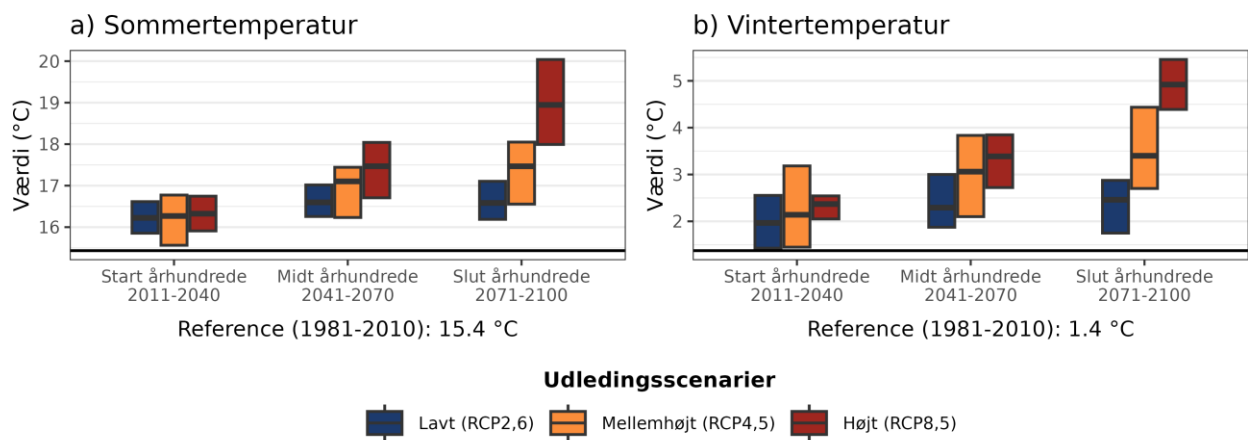 a) Sommertemperatur
Værdi (°C)
20
19
18
17
16
Start århundrede
2011-2040
Midt århundrede
2041-2070
Slut århundrede
2071-2100
Reference (1981-2010): 15.4 °C
b) Vintertemperatur
Værdi (°C)
5
4
3
2
Start århundrede
2011-2040
Midt århundrede
2041-2070
Slut århundrede
2071-2100
Reference (1981-2010): 1.4 °C
Udledingsscenarier
Lavt (RCP2,6)
Mellemhøjt (RCP4,5)
Højt (RCP8,5)